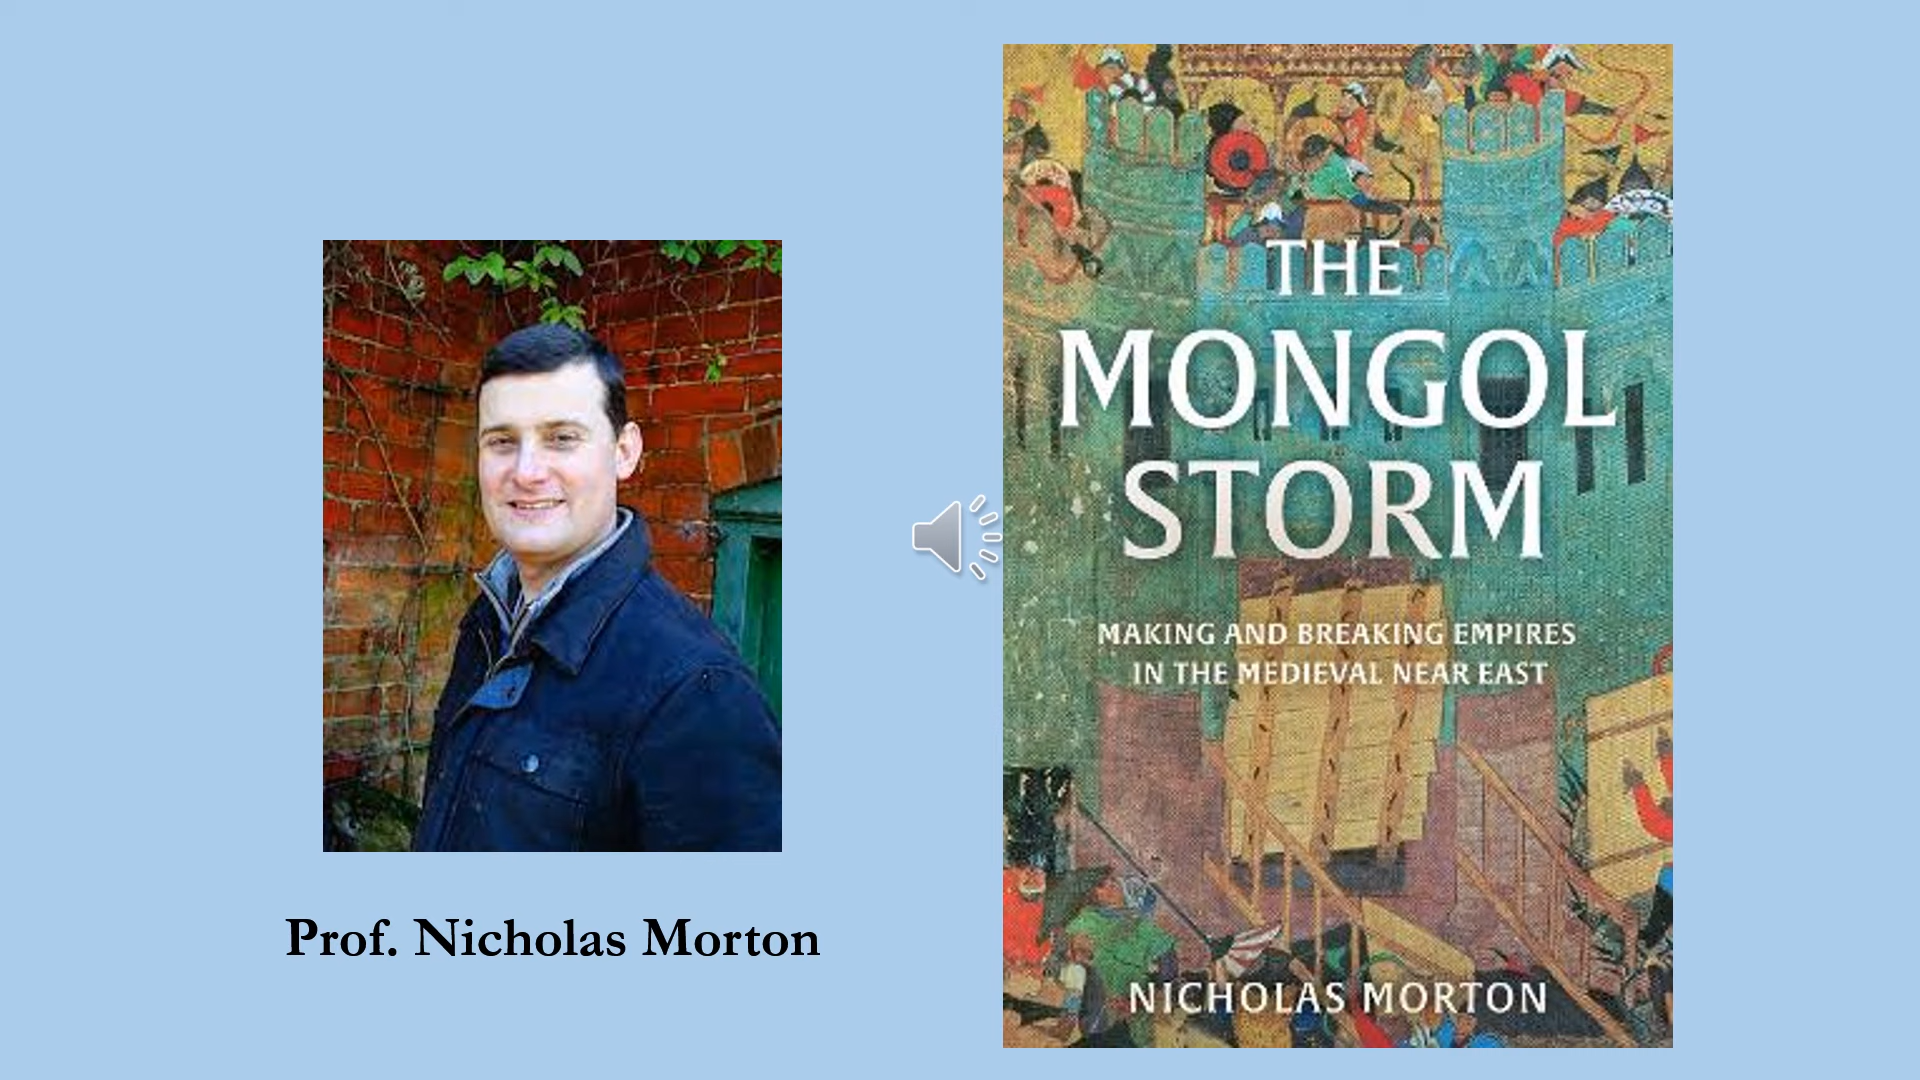 Prof. Nicholas Morton
THE
MONGOL
STORM
MAKING AND BREAKING EMPIRES
IN THE MEDIEVAL NEAR EAST
NICHOLAS MORTON